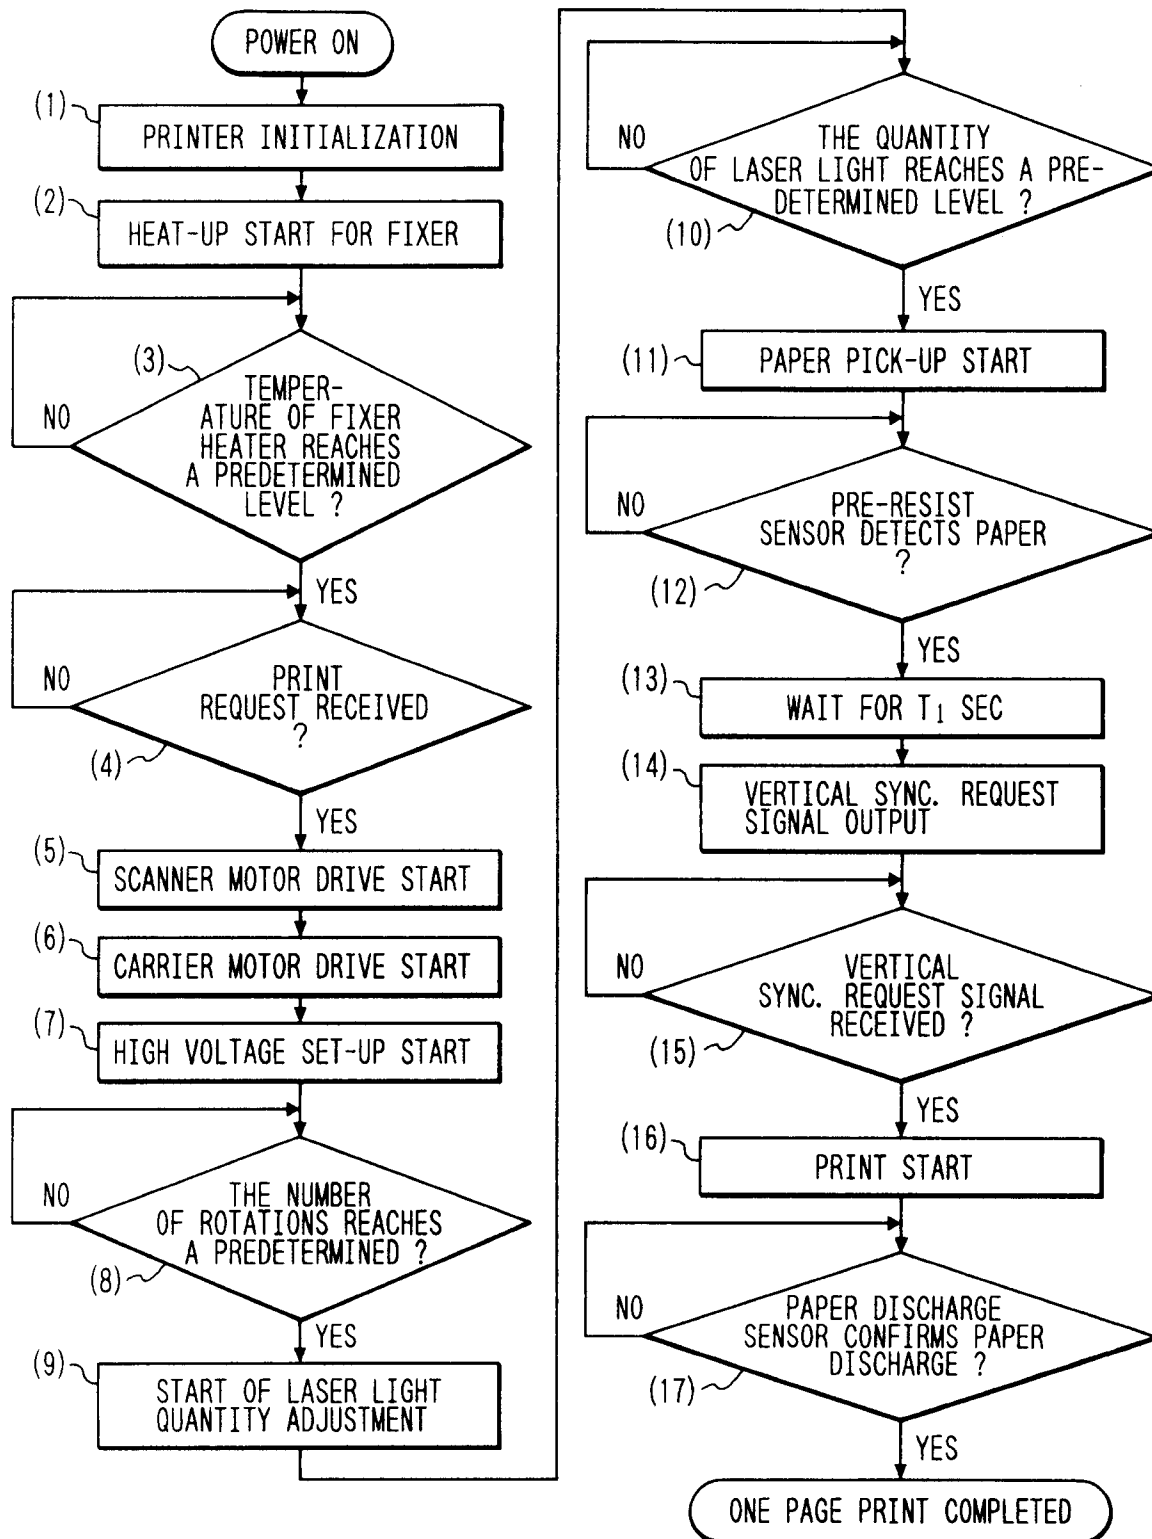 POWER ON
(1)
PRINTER INITIALIZATION
(2)
HEAT-UP START FOR FIXER
(3)
TEMPER-
ATURE OF FIXER
HEATER REACHES
A PREDETERMINED
LEVEL ?
NO
YES
PRINT
REQUEST RECEIVED
?
NO
(4)
YES
(5)
SCANNER MOTOR DRIVE START
(6)
CARRIER MOTOR DRIVE START
(7)
HIGH VOLTAGE SET-UP START
THE NUMBER
OF ROTATIONS REACHES
A PREDETERMINED ?
NO
(8)
YES
(9)
START OF LASER LIGHT
QUANTITY ADJUSTMENT
THE QUANTITY
OF LASER LIGHT REACHES A PRE-
DETERMINED LEVEL ?
NO
(10)
YES
(11)
PAPER PICK-UP START
PRE-RESIST
SENSOR DETECTS PAPER
?
NO
(12)
YES
(13)
WAIT FOR T1 SEC
(14)
VERTICAL SYNC. REQUEST
SIGNAL OUTPUT
VERTICAL
SYNC. REQUEST SIGNAL
RECEIVED ?
NO
(15)
YES
(16)
PRINT START
PAPER DISCHARGE
SENSOR CONFIRMS PAPER
DISCHARGE ?
NO
(17)
YES
ONE PAGE PRINT COMPLETED